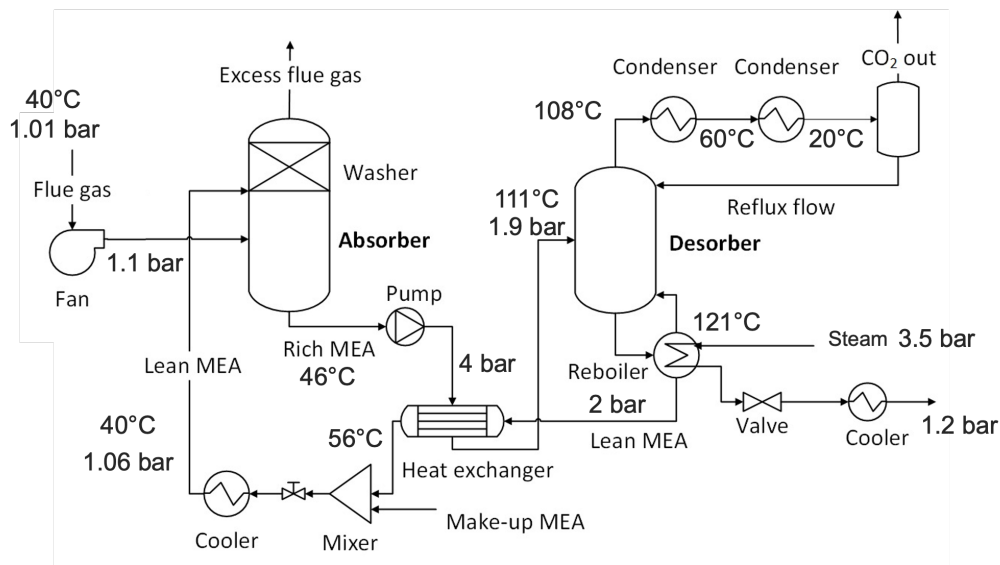 40°C
1.01 bar
Flue gas
Fan
1.1 bar
Excess flue gas
Washer
Absorber
Pump
Rich MEA
46°C
4 bar
Lean MEA
40°C
1.06 bar
Cooler
Mixer
56°C
Heat exchanger
Make-up MEA
Condenser
Condenser
CO₂ out
108°C
60°C
20°C
Reflux flow
111°C
1.9 bar
Desorber
121°C
Steam 3.5 bar
Reboiler
2 bar
Lean MEA
Valve
Cooler
1.2 bar